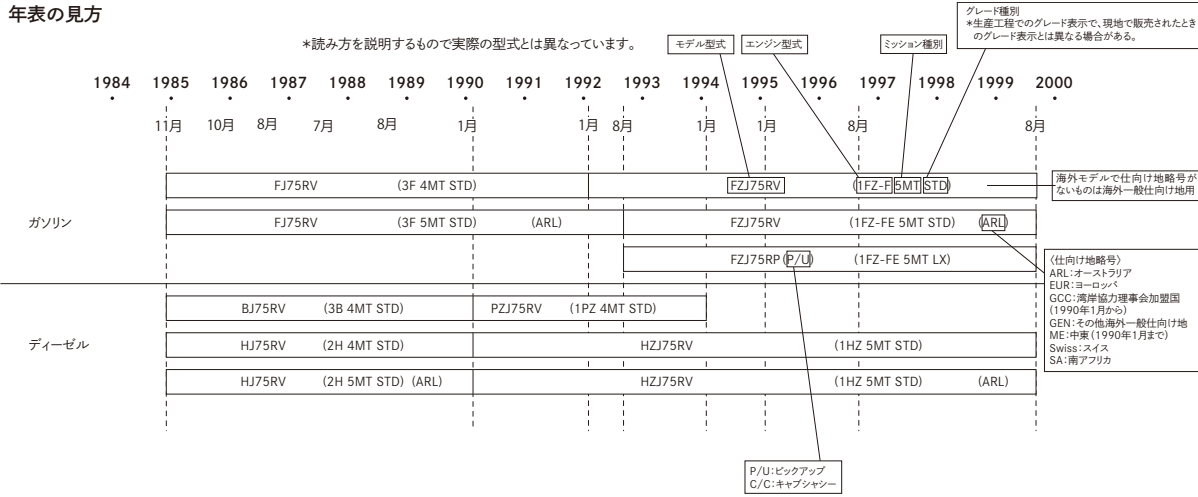 年表の見方
*読み方を説明するもので実際の型式とは異なっています。
モデル型式
エンジン型式
ミッション種別
グレード種別
*生産工程でのグレード表示で、現地で販売されたとき
のグレード表示とは異なる場合がある。
1984 1985 1986 1987 1988 1989 1990 1991 1992 1993 1994 1995 1996 1997 1998 1999 2000
11月 10月 8月 7月 8月 1月 1月 8月 1月 1月 8月 8月
FJ75RV (3F 4MT STD) FZJ75RV (1FZ-F 5MT STD)
海外モデルで仕向け地略号が
ないものは海外一般仕向け地用
ガソリン
FJ75RV (3F 5MT STD) (ARL) FZJ75RV (1FZ-FE 5MT STD) (ARL)
FZJ75RP (P/U) (1FZ-FE 5MT LX)
〈仕向け地略号〉
ARL:オーストラリア
EUR:ヨーロッパ
GCC:湾岸協力理事会加盟国
(1990年1月から)
GEN:その他海外一般仕向け地
ME:中東(1990年1月まで)
Swiss:スイス
SA:南アフリカ
BJ75RV (3B 4MT STD) PZJ75RV (1PZ 4MT STD)
ディーゼル
HJ75RV (2H 4MT STD) HZJ75RV (1HZ 5MT STD)
HJ75RV (2H 5MT STD) (ARL) HZJ75RV (1HZ 5MT STD) (ARL)
P/U:ピックアップ
C/C:キャブシャシー